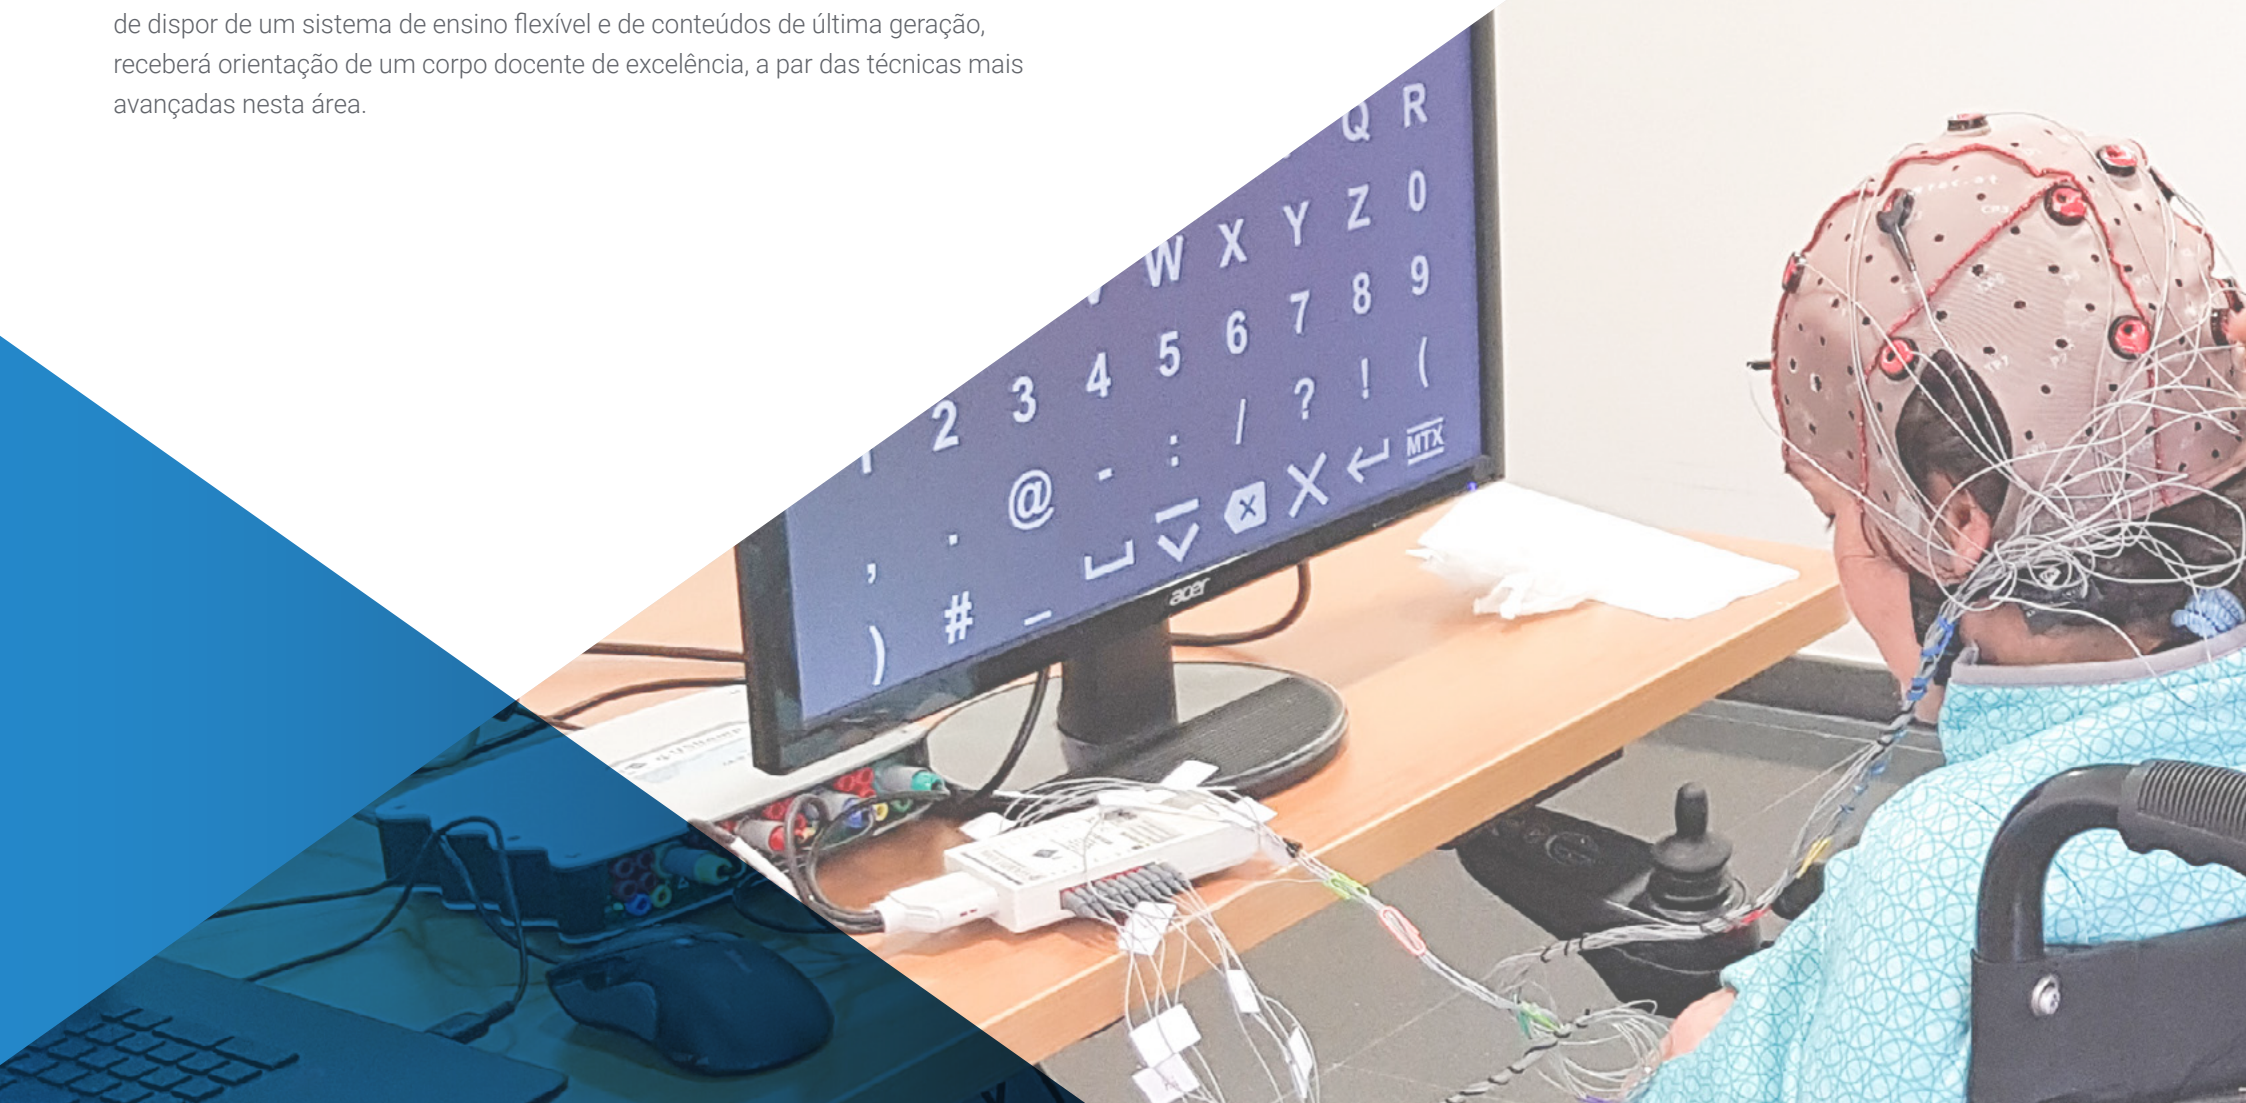 de dispor de um sistema de ensino flexível e de conteúdos de última geração,
receberá orientação de um corpo docente de excelência, a par das técnicas mais
avançadas nesta área.
Q R
W X Y Z 0
2 3 4 5 6 7 8 9
, . @ - : / ? ! (
) # _ MTX
acer